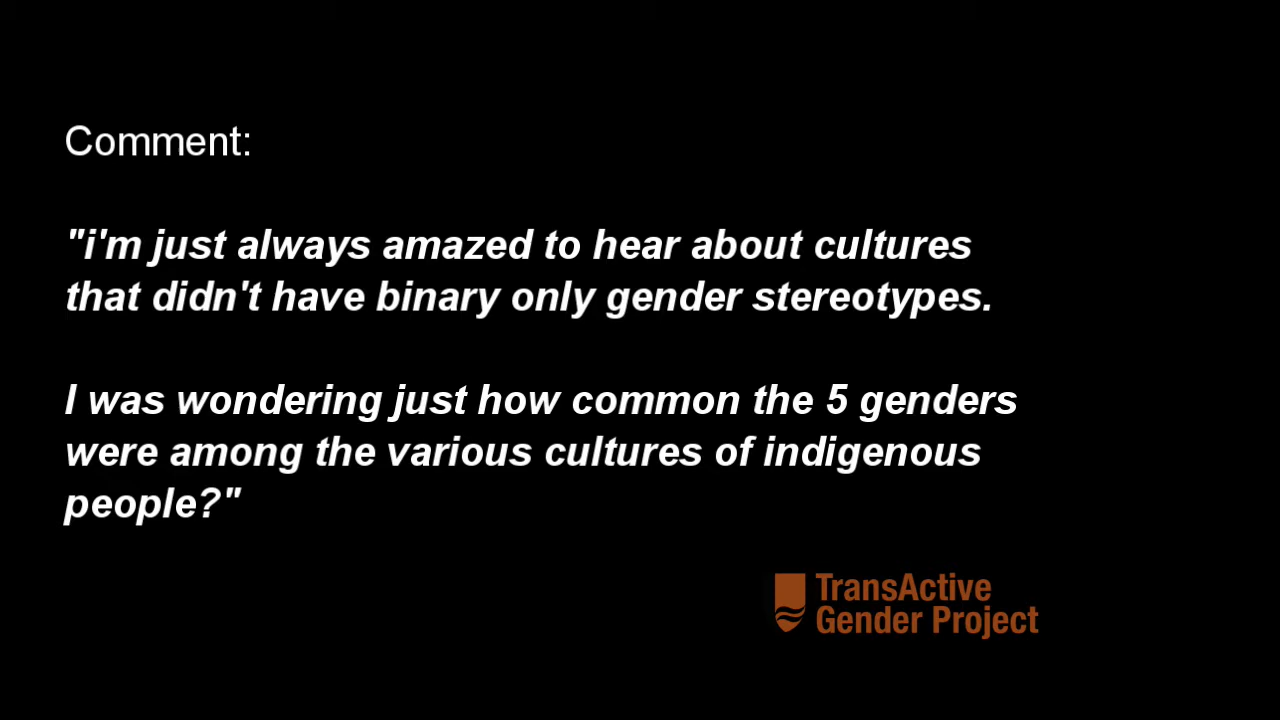 Comment:
"i'm just always amazed to hear about cultures
that didn't have binary only gender stereotypes.
I was wondering just how common the 5 genders
were among the various cultures of indigenous
people?"
TransActive
Gender Project